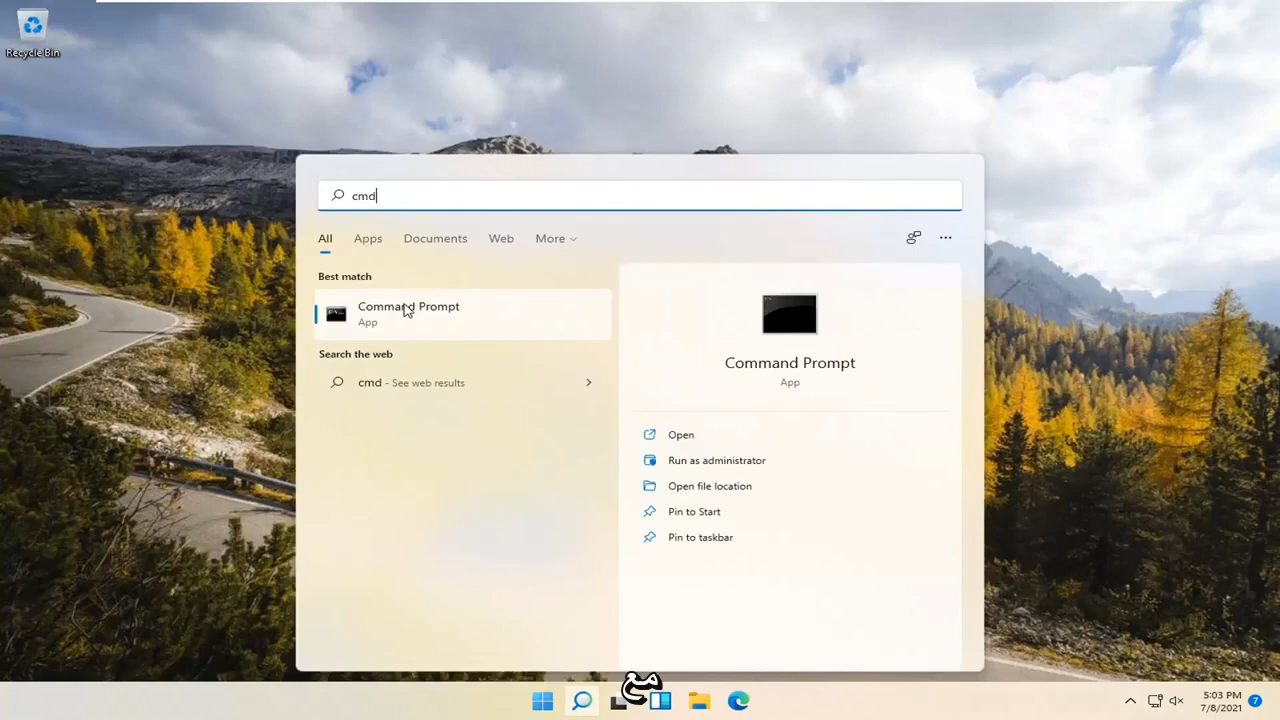 Recycle Bin
cmd
All Apps Documents Web More
Best match
Command Prompt
App
Search the web
cmd - See web results
Command Prompt
App
Open
Run as administrator
Open file location
Pin to Start
Pin to taskbar
5:03 PM
7/8/2021
7